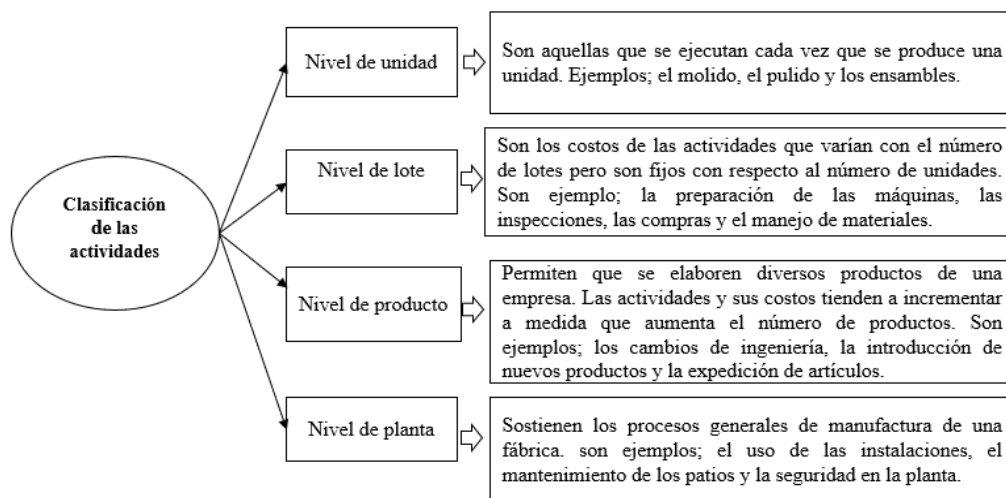 Clasificación
de las
actividades
Nivel de unidad
Son aquellas que se ejecutan cada vez que se produce una
unidad. Ejemplos; el molido, el pulido y los ensambles.
Nivel de lote
Son los costos de las actividades que varían con el número
de lotes pero son fijos con respecto al número de unidades.
Son ejemplo; la preparación de las máquinas, las
inspecciones, las compras y el manejo de materiales.
Nivel de producto
Permiten que se elaboren diversos productos de una
empresa. Las actividades y sus costos tienden a incrementar
a medida que aumenta el número de productos. Son
ejemplos; los cambios de ingeniería, la introducción de
nuevos productos y la expedición de artículos.
Nivel de planta
Sostienen los procesos generales de manufactura de una
fábrica. son ejemplos; el uso de las instalaciones, el
mantenimiento de los patios y la seguridad en la planta.